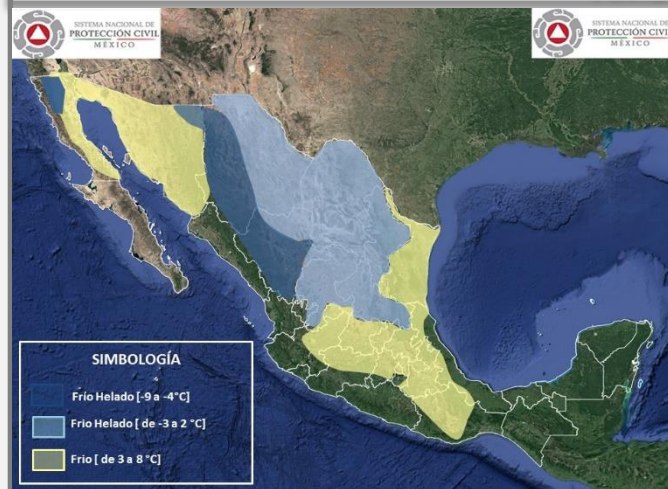 SISTEMA NACIONAL DE
PROTECCIÓN CIVIL
MÉXICO
SISTEMA NACIONAL DE
PROTECCIÓN CIVIL
MÉXICO
SIMBOLOGÍA
Frío Helado [-9 a -4°C]
Frío Helado [ de -3 a 2 °C]
Frio [ de 3 a 8 °C]